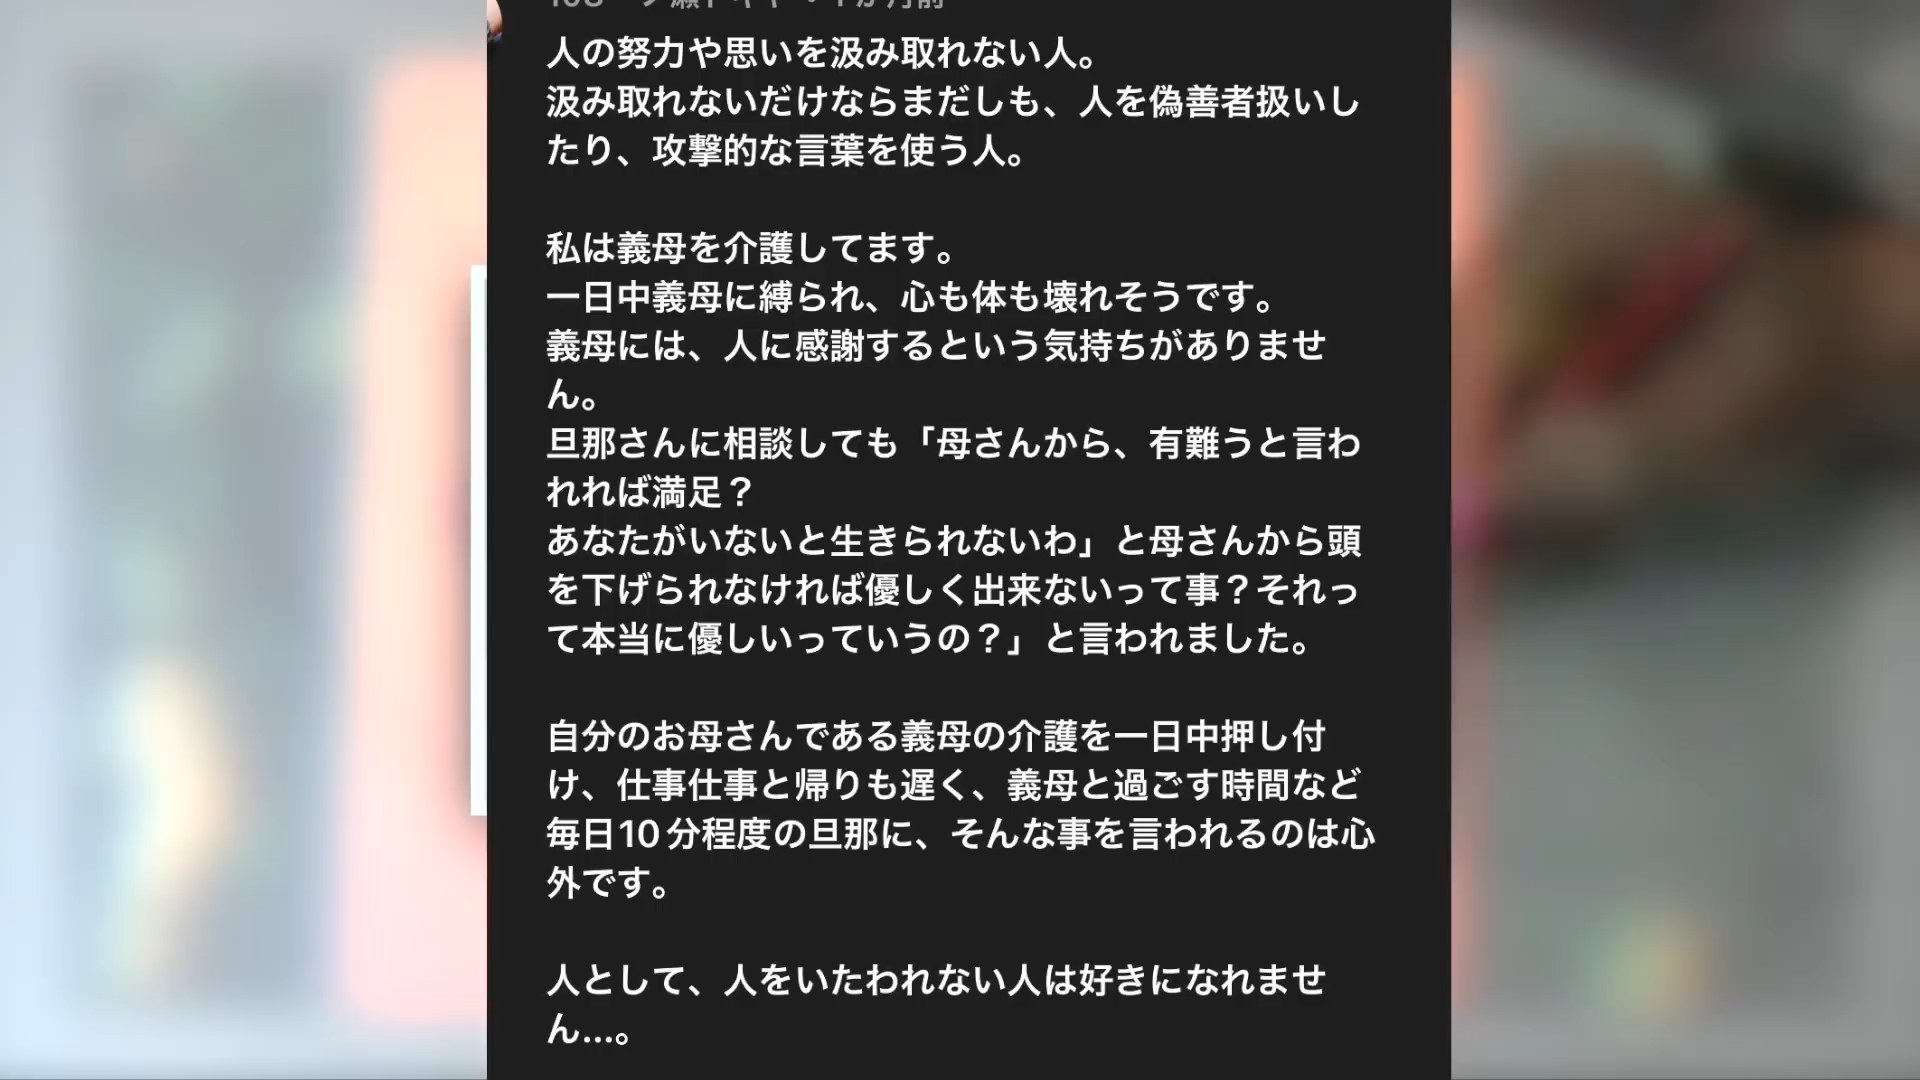 人の努力や思いを汲み取れない人。
汲み取れないだけならまだしも、人を偽善者扱いし
たり、攻撃的な言葉を使う人。
私は義母を介護してます。
一日中義母に縛られ、心も体も壊れそうです。
義母には、人に感謝するという気持ちがありませ
ん。
旦那さんに相談しても「母さんから、有難うと言わ
れれば満足？
あなたがいないと生きられないわ」と母さんから頭
を下げられなければ優しく出来ないって事？それっ
て本当に優しいっていうの？」と言われました。
自分のお母さんである義母の介護を一日中押し付
け、仕事仕事と帰りも遅く、義母と過ごす時間など
毎日10分程度の旦那に、そんな事を言われるのは心
外です。
人として、人をいたわれない人は好きになれませ
ん...。